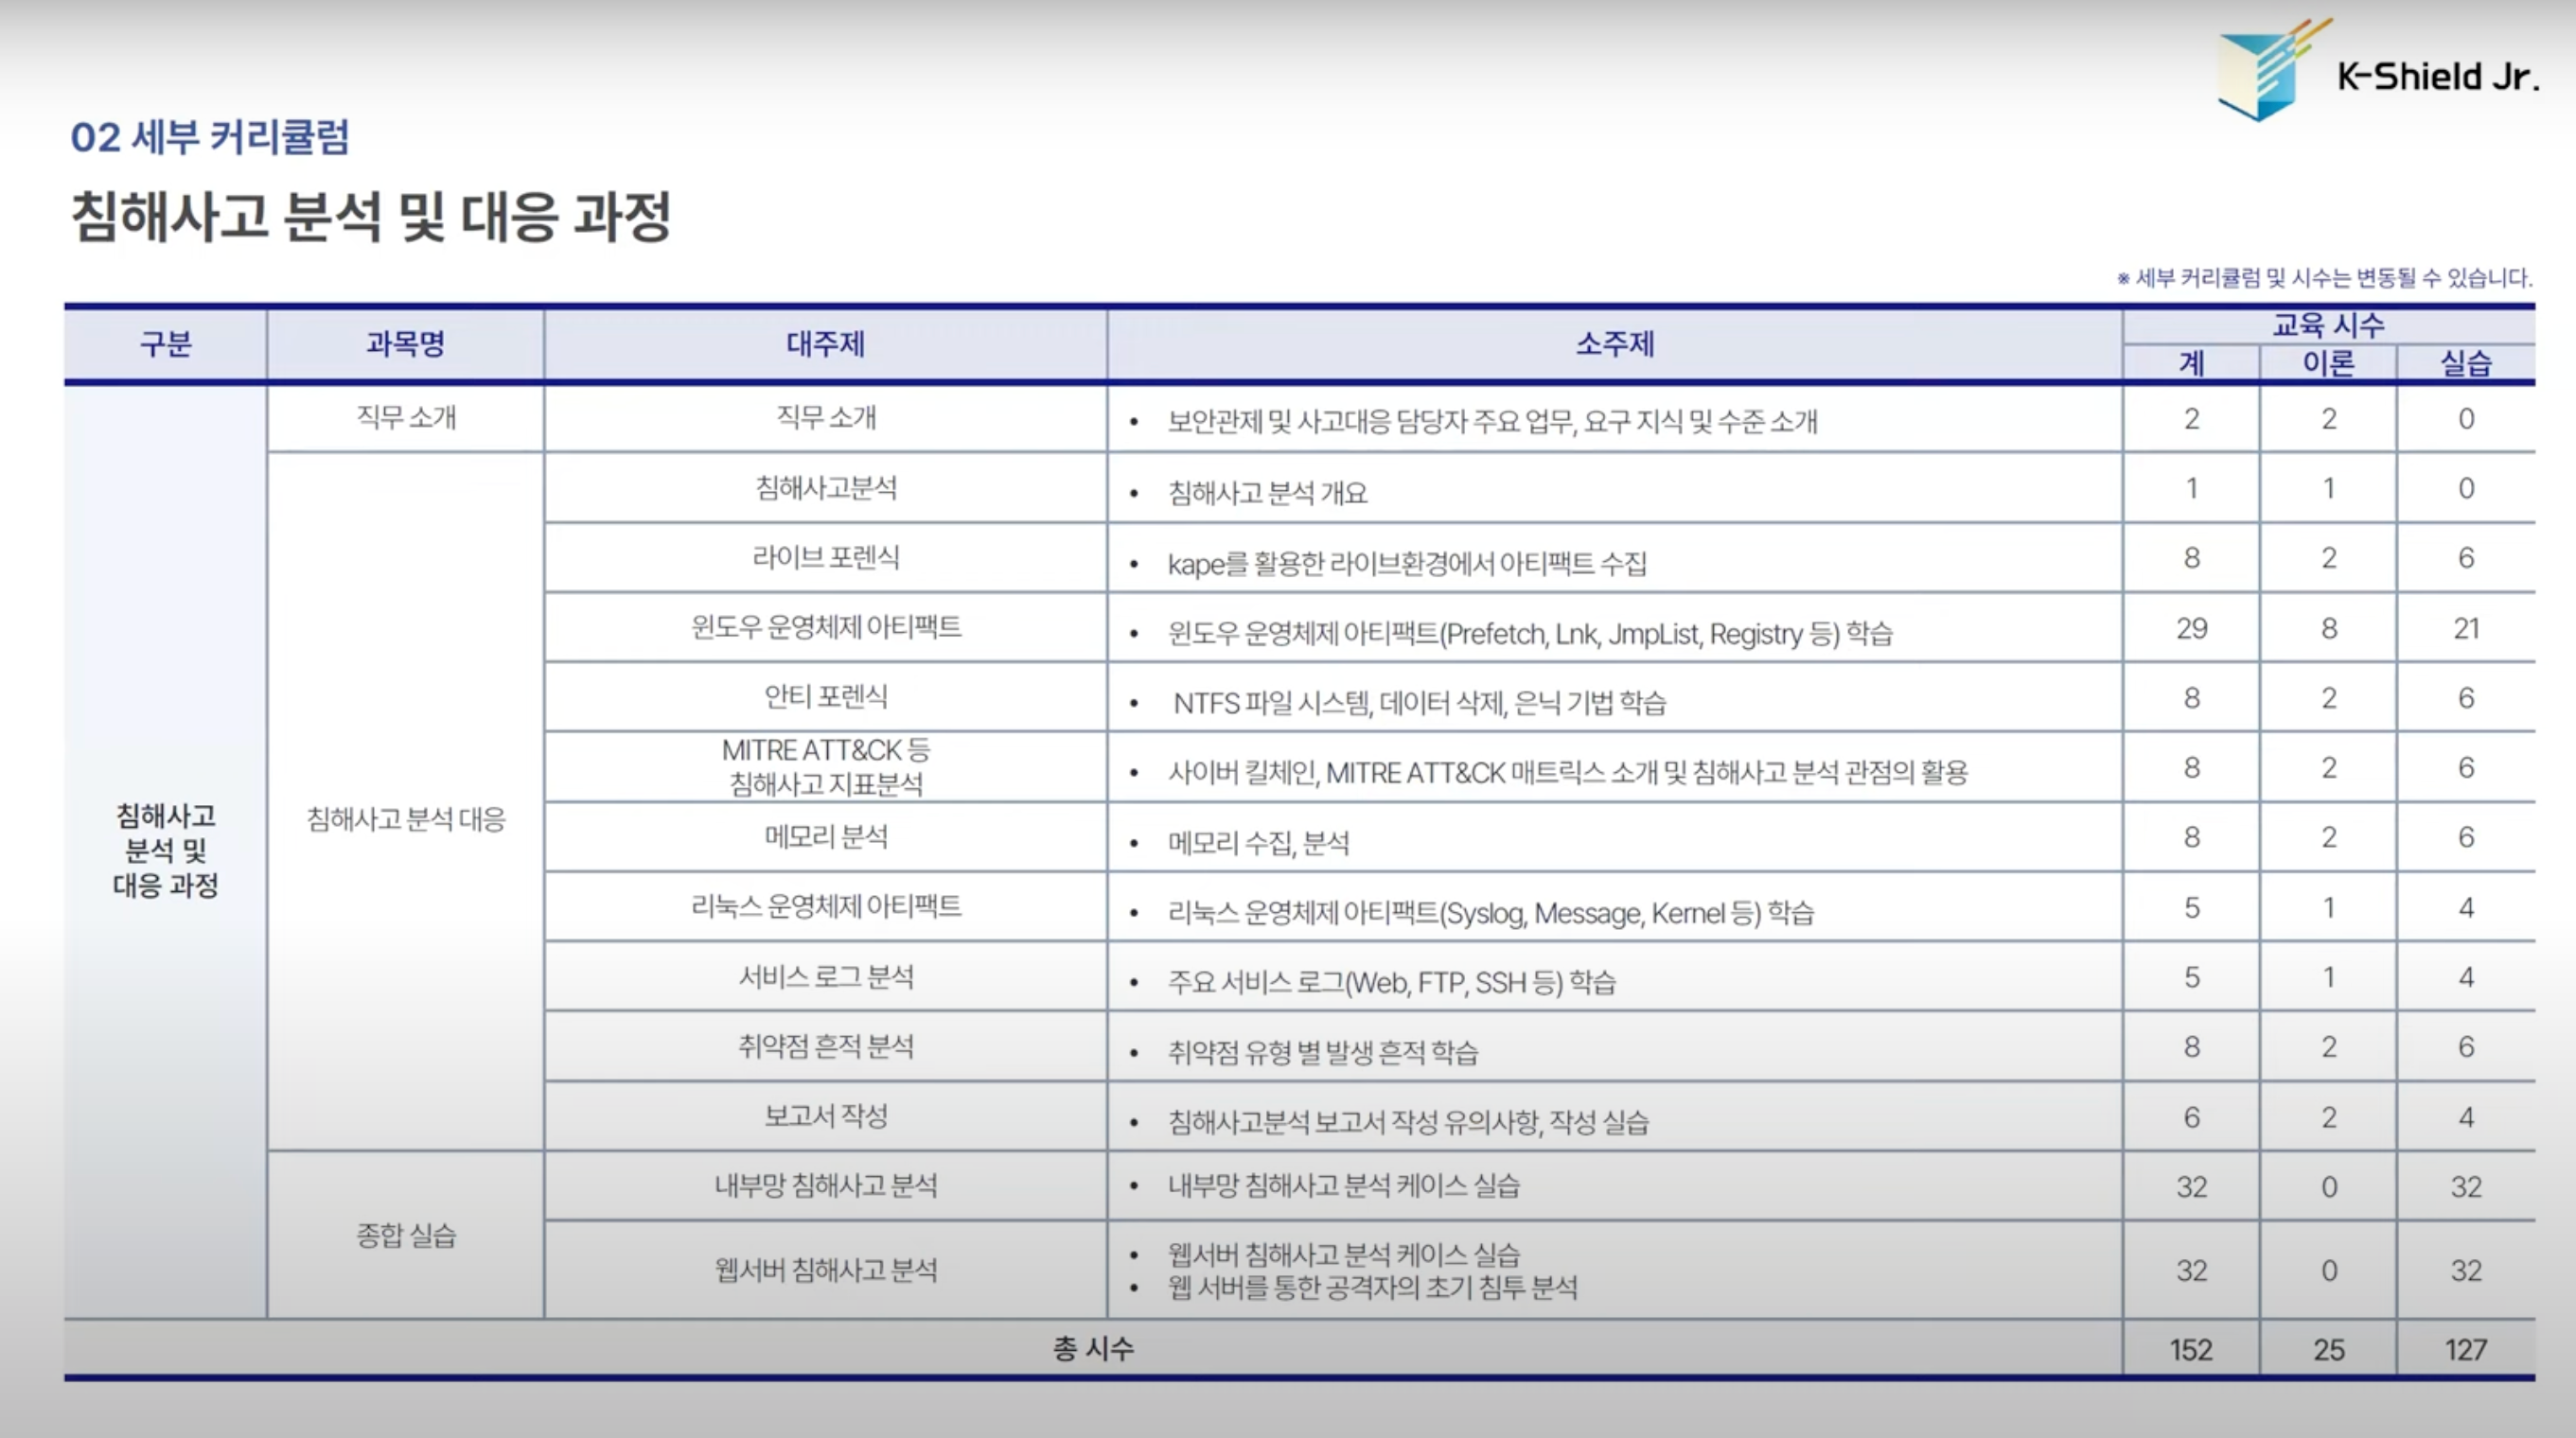 K-Shield Jr.
02 세부 커리큘럼
침해사고 분석 및 대응 과정
※ 세부 커리큘럼 및 시수는 변동될 수 있습니다.
구분 과목명 대주제 소주제 교육 시수
계 이론 실습
직무 소개 직무 소개 • 보안관제 및 사고대응 담당자 주요 업무, 요구 지식 및 수준 소개 2 2 0
침해사고분석 • 침해사고 분석 개요 1 1 0
라이브 포렌식 • kape를 활용한 라이브환경에서 아티팩트 수집 8 2 6
윈도우 운영체제 아티팩트 • 윈도우 운영체제 아티팩트(Prefetch, Lnk, JmpList, Registry 등) 학습 29 8 21
안티 포렌식 • NTFS 파일 시스템, 데이터 삭제, 은닉 기법 학습 8 2 6
MITRE ATT&CK 등
침해사고 지표분석 • 사이버 킬체인, MITRE ATT&CK 매트릭스 소개 및 침해사고 분석 관점의 활용 8 2 6
침해사고
분석 및
대응 과정
침해사고 분석 대응
메모리 분석 • 메모리 수집, 분석 8 2 6
리눅스 운영체제 아티팩트 • 리눅스 운영체제 아티팩트(Syslog, Message, Kernel 등) 학습 5 1 4
서비스 로그 분석 • 주요 서비스 로그(Web, FTP, SSH 등) 학습 5 1 4
취약점 흔적 분석 • 취약점 유형 별 발생 흔적 학습 8 2 6
보고서 작성 • 침해사고분석 보고서 작성 유의사항, 작성 실습 6 2 4
종합 실습
내부망 침해사고 분석 • 내부망 침해사고 분석 케이스 실습 32 0 32
웹서버 침해사고 분석 • 웹서버 침해사고 분석 케이스 실습 32 0 32
• 웹 서버를 통한 공격자의 초기 침투 분석
총 시수 152 25 127